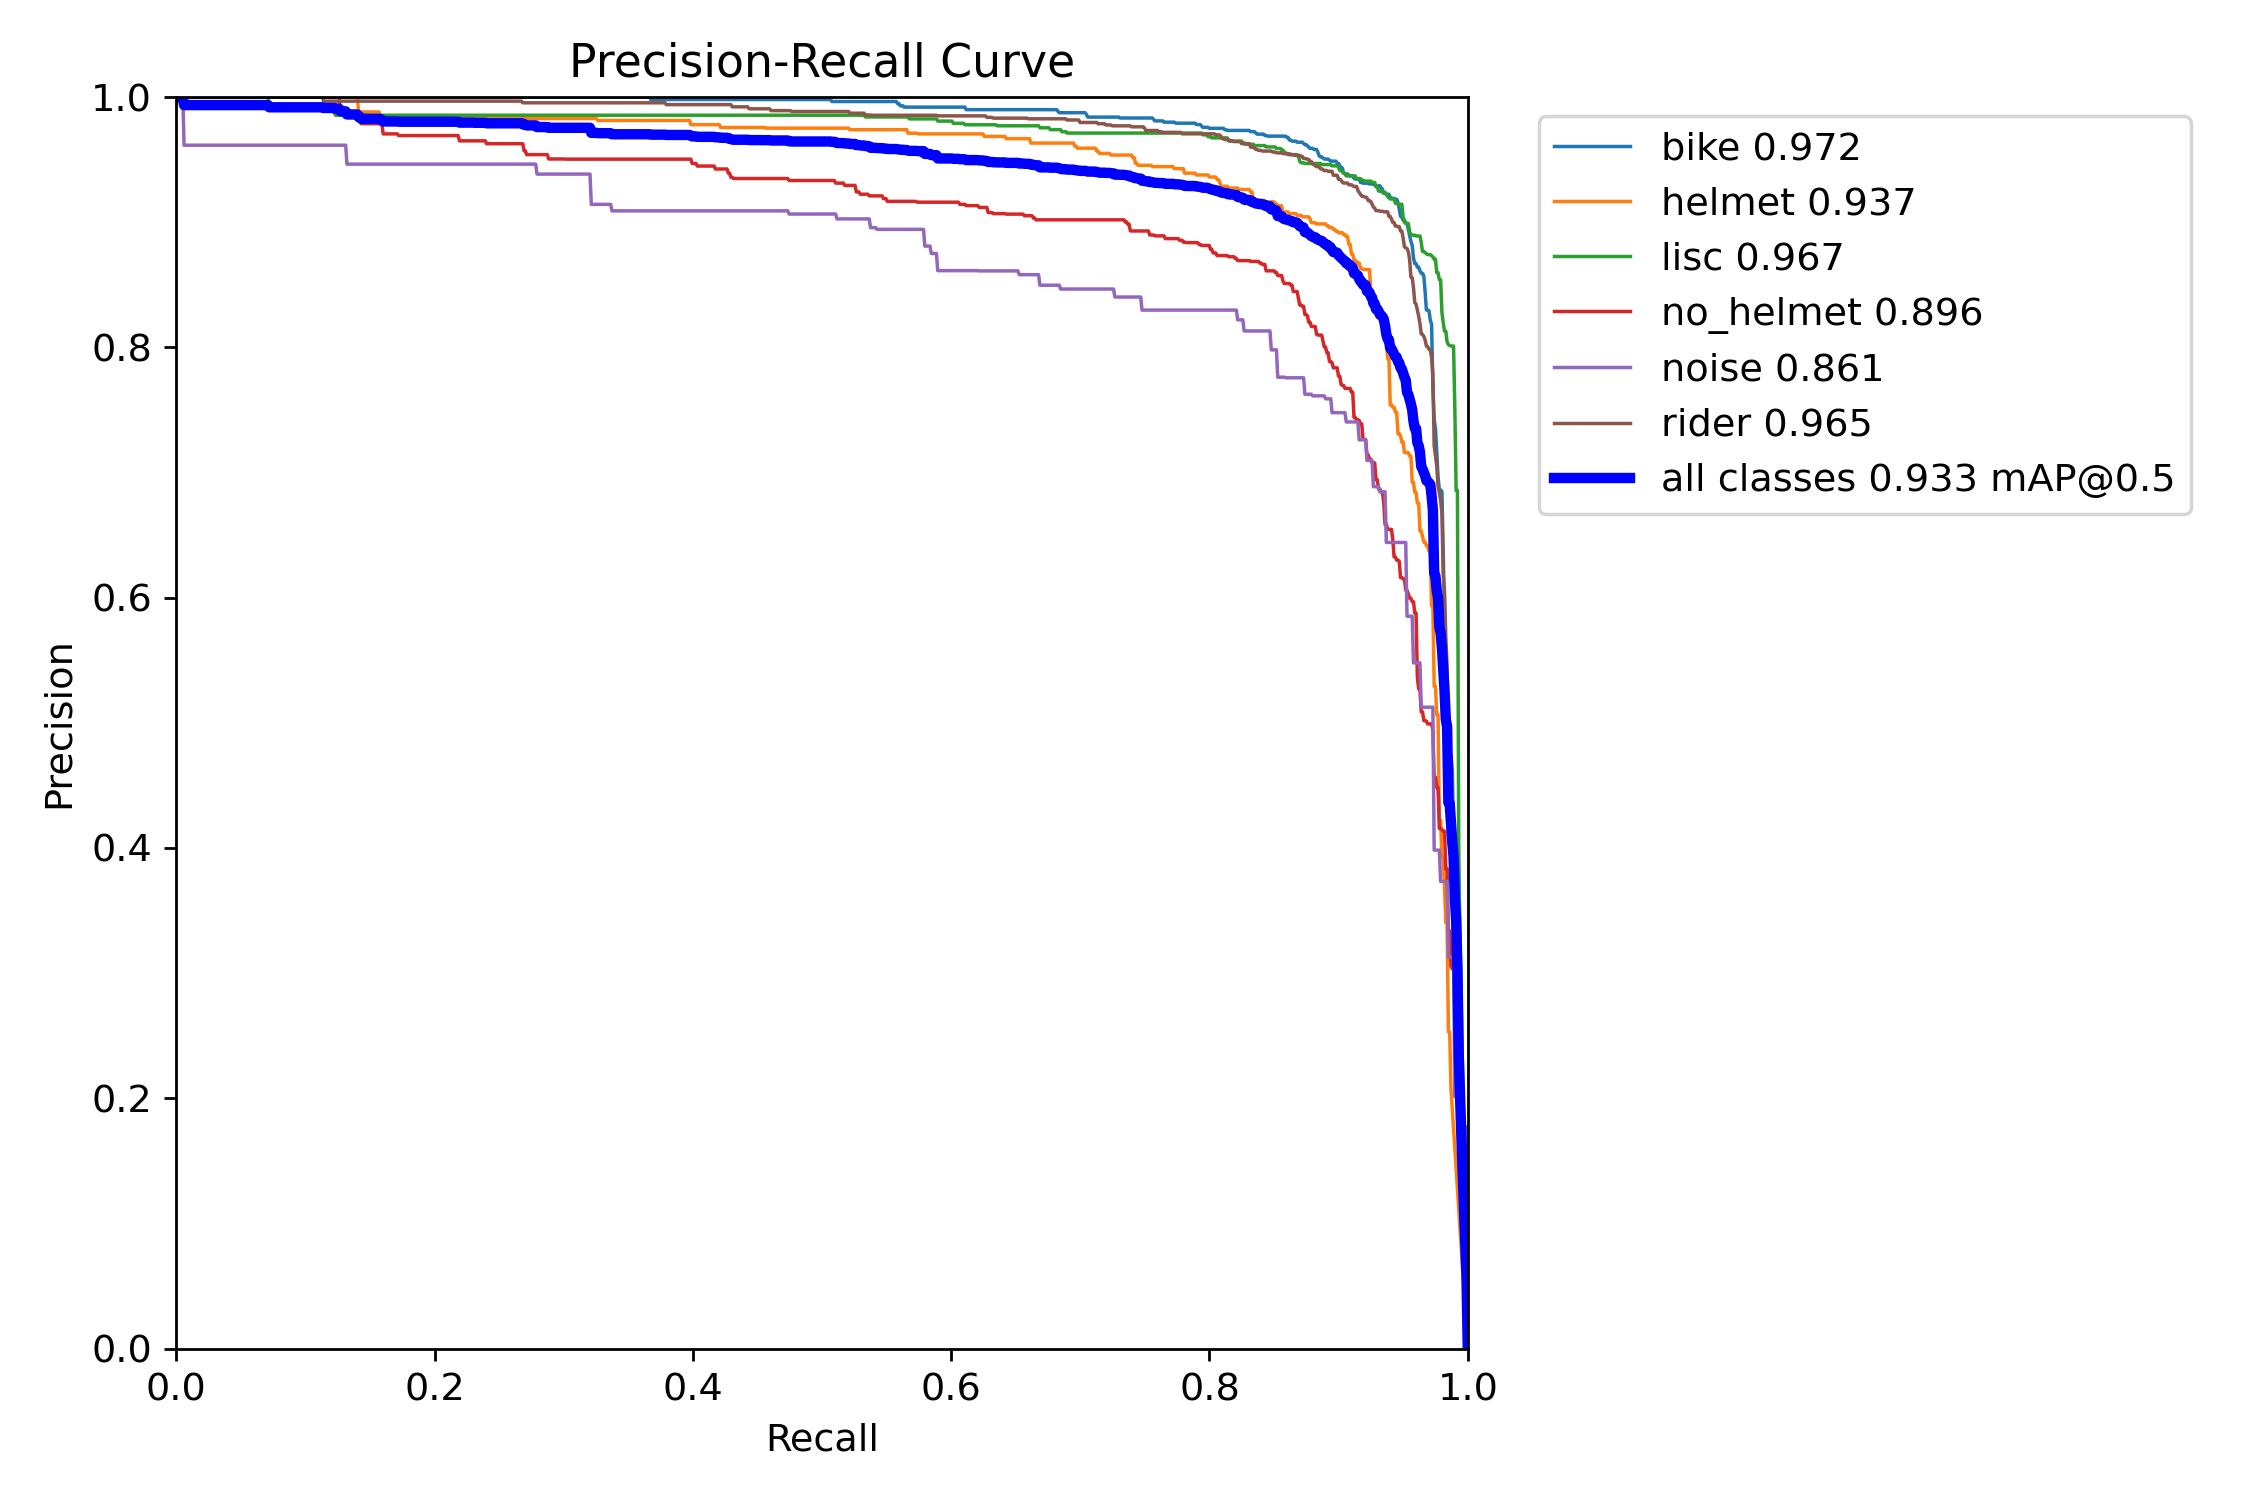 Precision-Recall Curve
1.0
0.8
0.6
0.4
0.2
0.0
Precision
0.0 0.2 0.4 0.6 0.8 1.0
Recall
bike 0.972
helmet 0.937
lisc 0.967
no_helmet 0.896
noise 0.861
rider 0.965
all classes 0.933 mAP@0.5